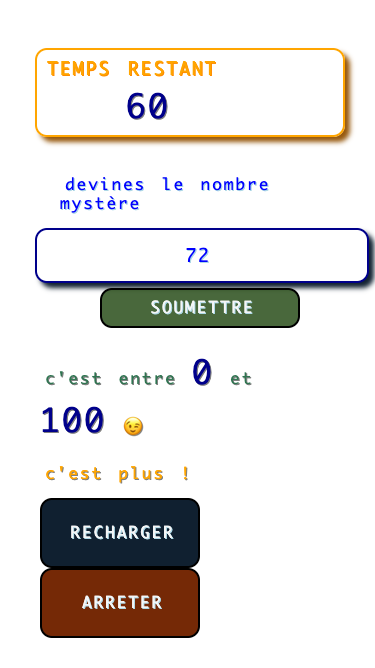 TEMPS RESTANT
60
devines le nombre
mystère
72
SOUMETTRE
c'est entre 0 et
100 😉
c'est plus !
RECHARGER
ARRETER